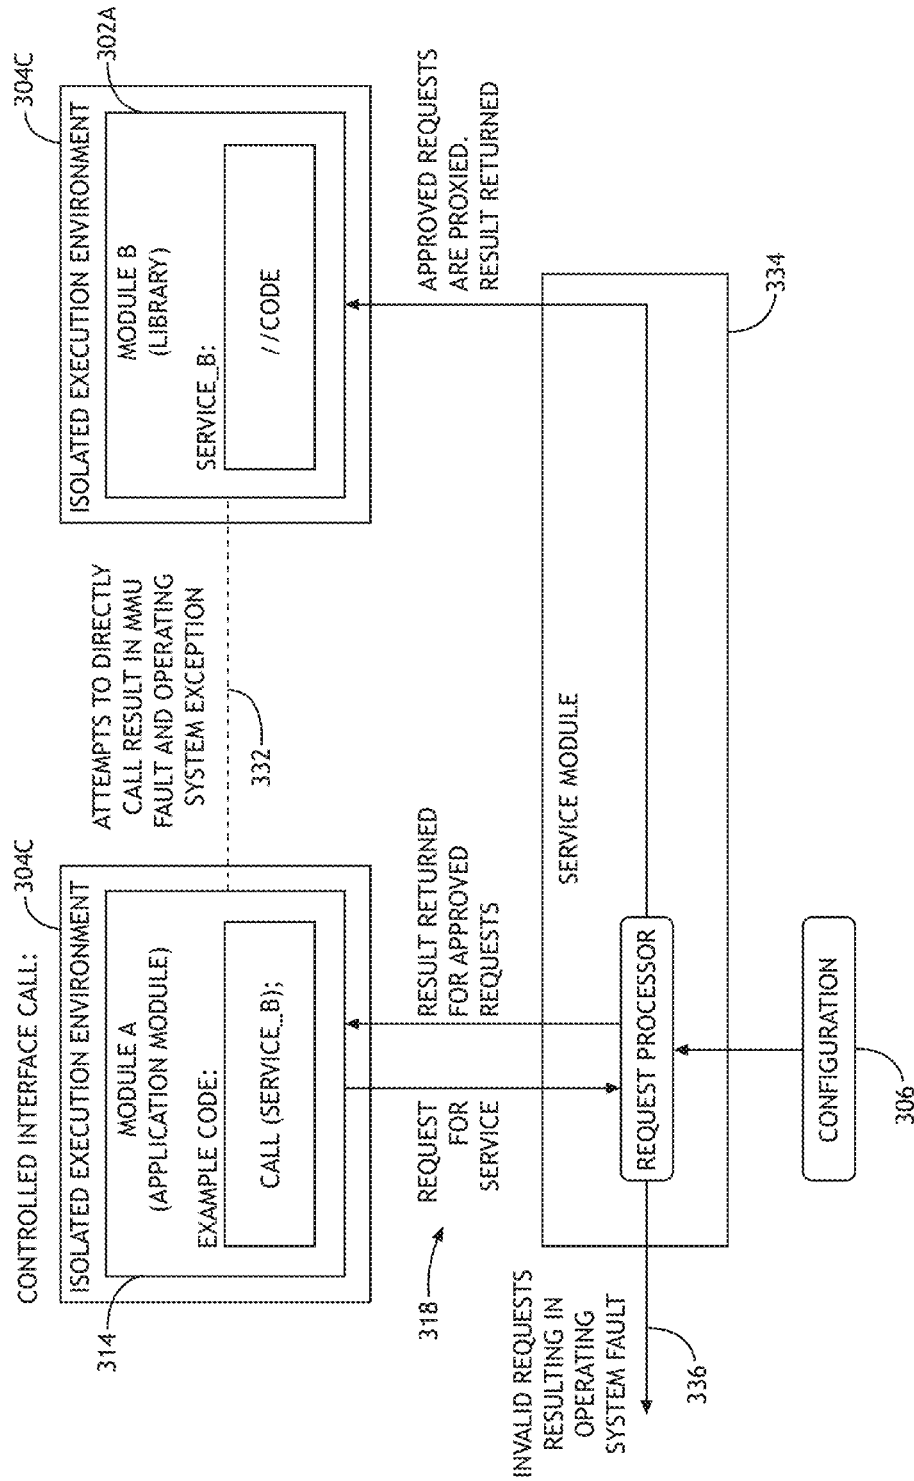 CONTROLLED INTERFACE CALL:
304C
ISOLATED EXECUTION ENVIRONMENT
314
MODULE A
(APPLICATION MODULE)
EXAMPLE CODE:
CALL (SERVICE_B);
ATTEMPTS TO DIRECTLY
CALL RESULT IN MMU
FAULT AND OPERATING
SYSTEM EXCEPTION
332
304C
ISOLATED EXECUTION ENVIRONMENT
302A
MODULE B
(LIBRARY)
SERVICE_B:
//CODE
318
REQUEST
FOR
SERVICE
RESULT RETURNED
FOR APPROVED
REQUESTS
APPROVED REQUESTS
ARE PROXIED.
RESULT RETURNED
INVALID REQUESTS
RESULTING IN
OPERATING
SYSTEM FAULT
336
SERVICE MODULE
REQUEST PROCESSOR
334
CONFIGURATION
306